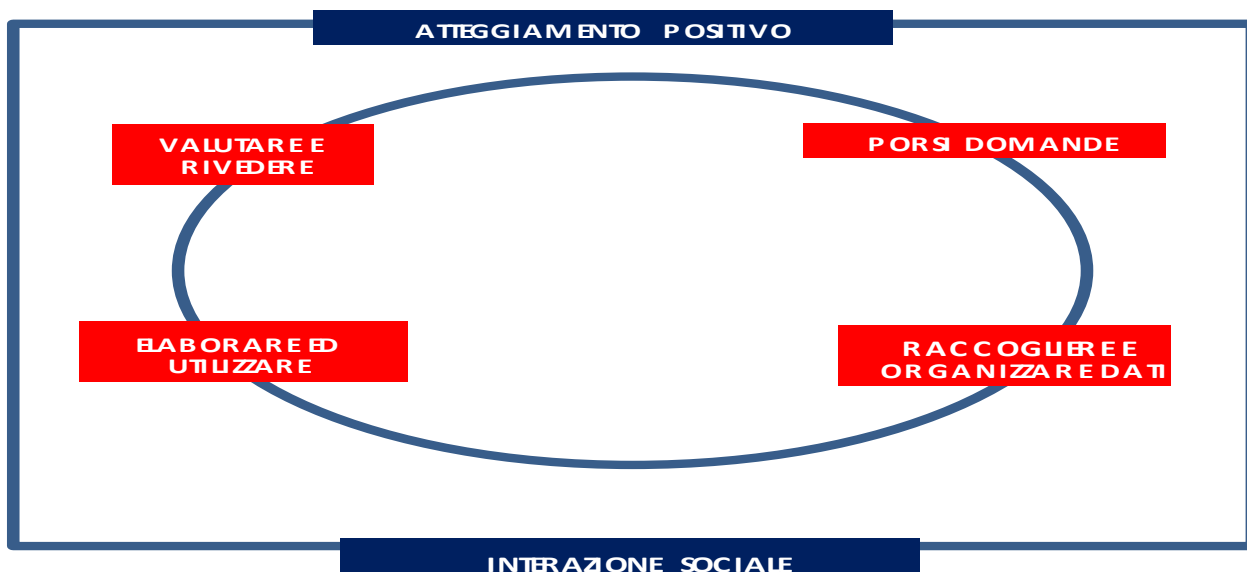 ATTEGGIAMENTO POSITIVO
VALUTARE E
RIVEDERE
PORSI DOMANDE
ELABORARE ED
UTILIZZARE
RACCOGLIERE E
ORGANIZZARE DATI
INTERAZIONE SOCIALE